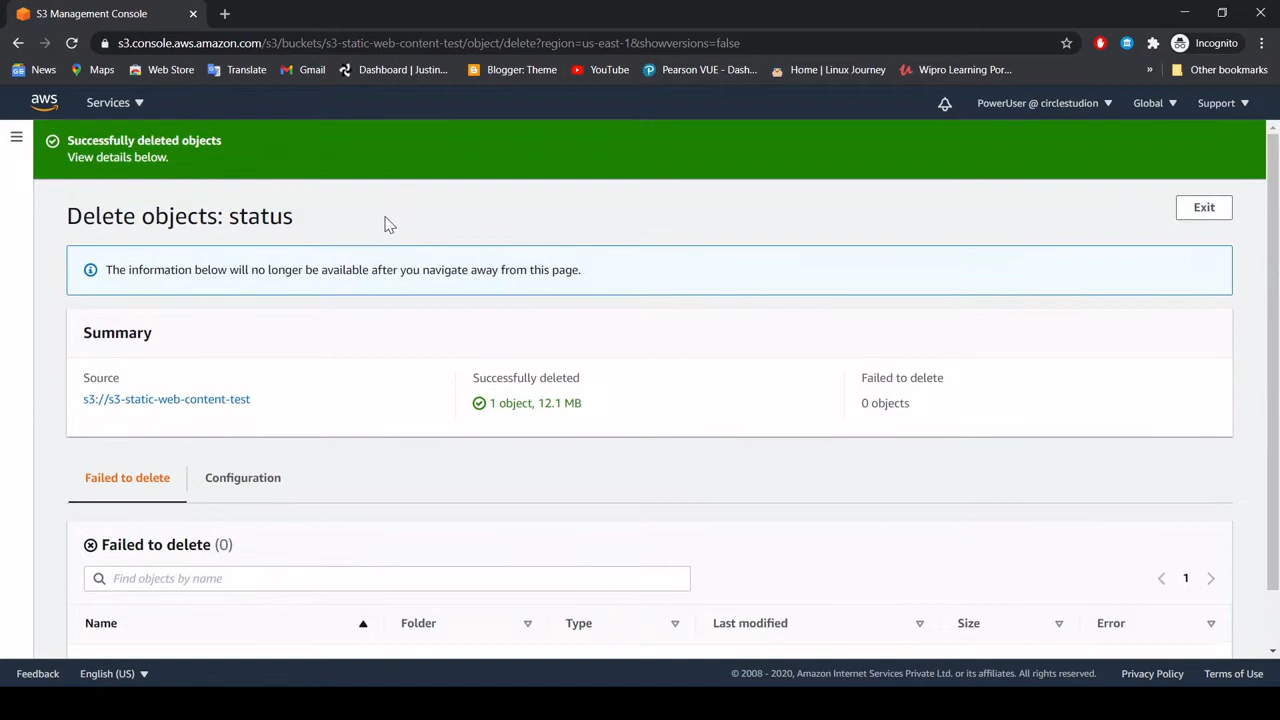 S3 Management Console
s3.console.aws.amazon.com/s3/buckets/s3-static-web-content-test/object/delete?region=us-east-1&showversions=false
Incognito
News
Maps
Web Store
Translate
Gmail
Dashboard | Justin...
Blogger: Theme
YouTube
Pearson VUE - Dash...
Home | Linux Journey
Wipro Learning Por...
»
Other bookmarks
aws
Services
PowerUser @ circlestudion
Global
Support
Successfully deleted objects
View details below.
Delete objects: status
Exit
The information below will no longer be available after you navigate away from this page.
Summary
Source
Successfully deleted
Failed to delete
s3://s3-static-web-content-test
1 object, 12.1 MB
0 objects
Failed to delete
Configuration
Failed to delete (0)
Find objects by name
1
Name
Folder
Type
Last modified
Size
Error
Feedback
English (US)
© 2008 - 2020, Amazon Internet Services Private Ltd. or its affiliates. All rights reserved.
Privacy Policy
Terms of Use